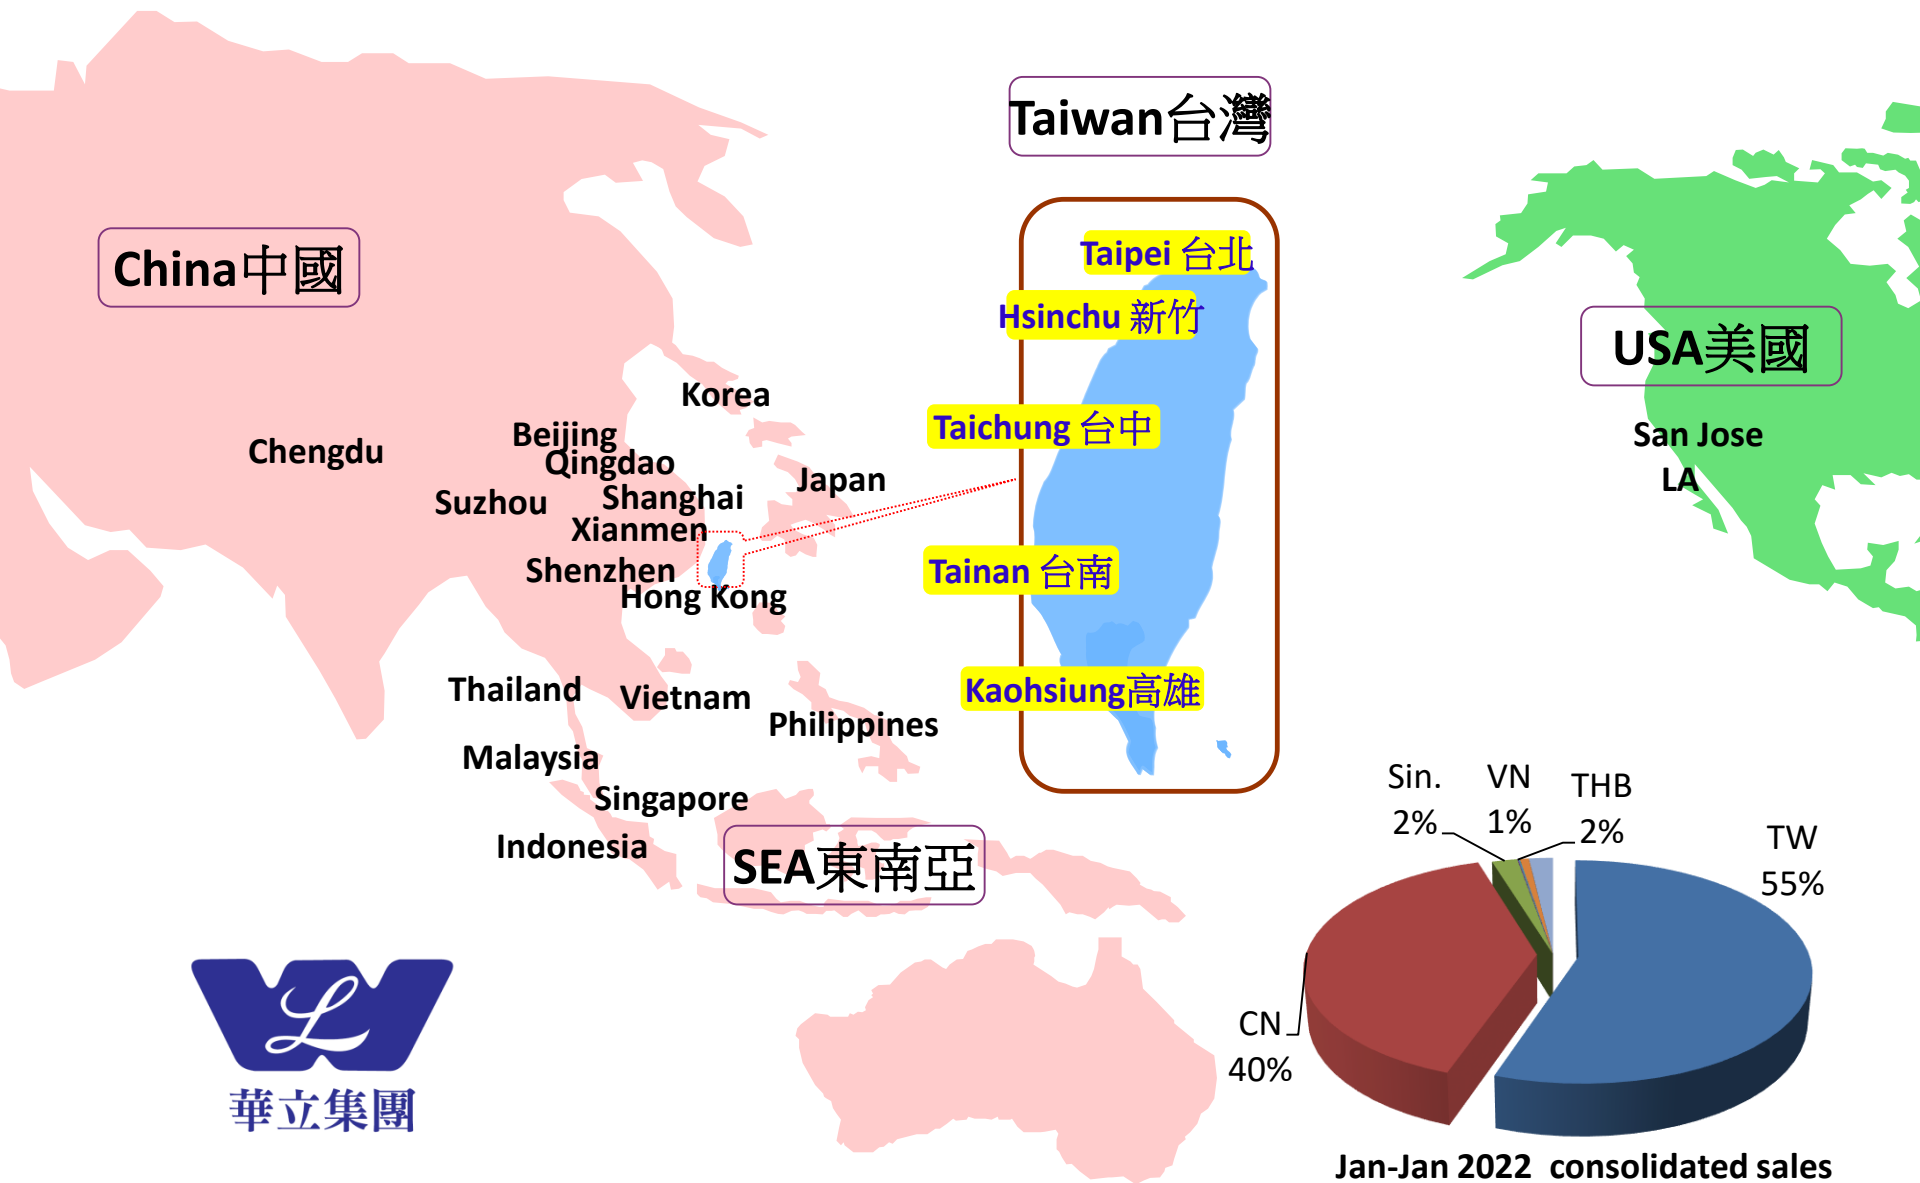 Taiwan台灣
China中國
Taipei 台北
Hsinchu 新竹
USA美國
Korea
Taichung 台中
Beijing
San Jose
Chengdu
Qingdao
LA
Japan
Suzhou
Shanghai
Xianmen
Shenzhen
Tainan 台南
Hong Kong
Thailand
Vietnam
Kaohsiung高雄
Philippines
Malaysia
Singapore
Indonesia
SEA東南亞
Sin.
2%
VN
1%
THB
2%
TW
55%
CN
40%
L
華立集團
Jan-Jan 2022 consolidated sales